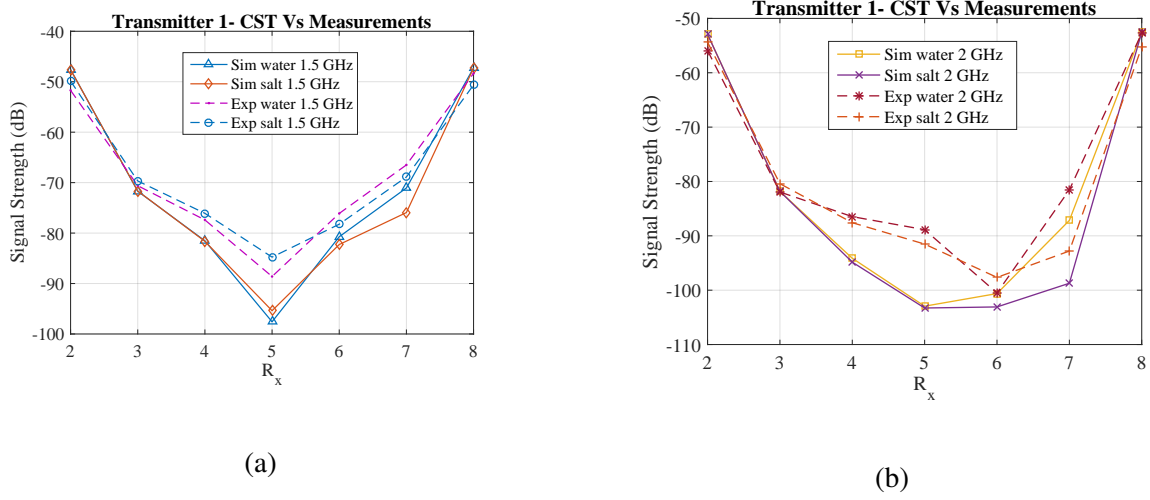 Transmitter 1- CST Vs Measurements
-40
-50
-60
-70
-80
-90
-100
Signal Strength (dB)
Sim water 1.5 GHz
Sim salt 1.5 GHz
Exp water 1.5 GHz
Exp salt 1.5 GHz
2 3 4 5 6 7 8
R_x
(a)
Transmitter 1- CST Vs Measurements
-50
-60
-70
-80
-90
-100
-110
Signal Strength (dB)
Sim water 2 GHz
Sim salt 2 GHz
Exp water 2 GHz
Exp salt 2 GHz
2 3 4 5 6 7 8
R_x
(b)